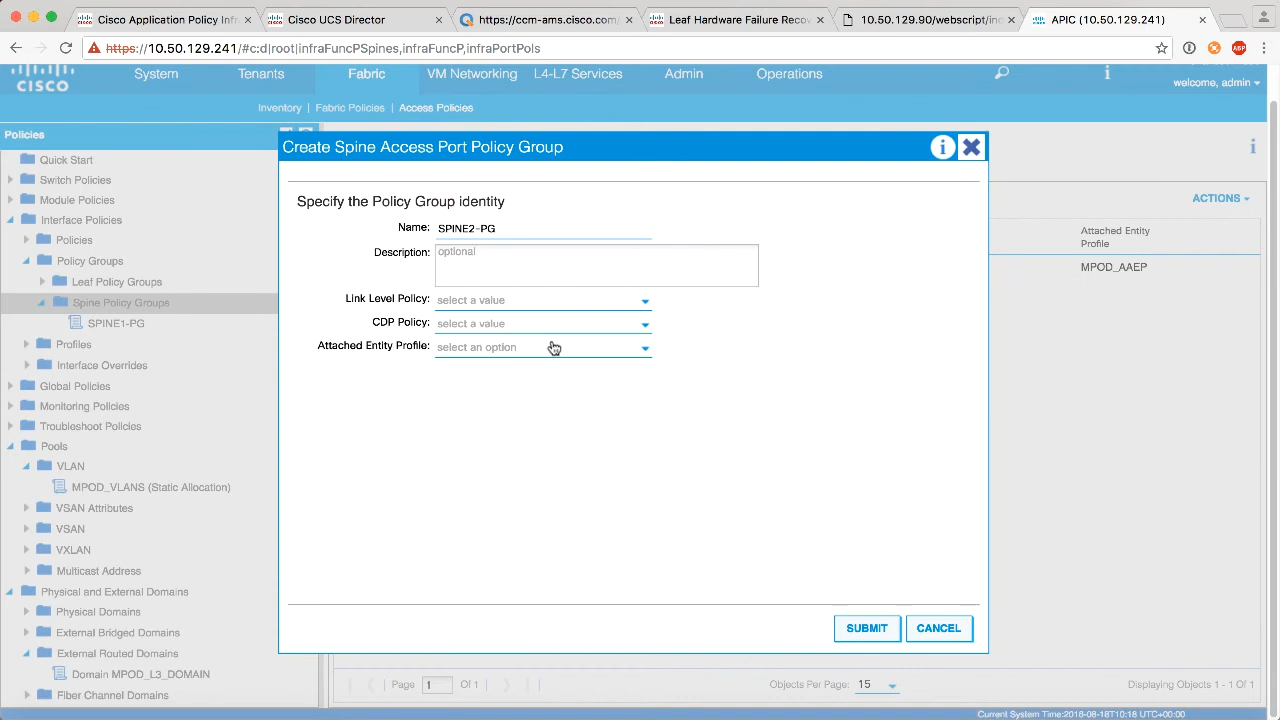 Cisco Application Policy Infra
Cisco UCS Director
https://com-ams.cisco.com/
Leaf Hardware Failures: cov
10.50.129.90/webscript/ind
APIC (10.50.129.241)
https://10.50.129.241/#c:d|root|infraFuncPSpines,infraFuncP,infraPortPols
ABP
CISCO
System Tenants Fabric VM Networking L4-L7 Services Admin Operations
i
welcome, admin
Inventory | Fabric Policies | Access Policies
Policies
Quick Start
Switch Policies
Module Policies
Interface Policies
Policies
Policy Groups
Leaf Policy Groups
Spine Policy Groups
SPINE1-PG
Profiles
Interface Overrides
Global Policies
Monitoring Policies
Troubleshoot Policies
Pools
VLAN
MPOD_VLANS (Static Allocation)
VSAN Attributes
VSAN
VXLAN
Multicast Address
Physical and External Domains
Physical Domains
External Bridged Domains
External Routed Domains
Domain MPOD_L3_DOMAIN
Fiber Channel Domains
Create Spine Access Port Policy Group
i
Specify the Policy Group identity
Name: SPINE2-PG
Description: optional
Link Level Policy: select a value
CDP Policy: select a value
Attached Entity Profile: select an option
SUBMIT CANCEL
i
ACTIONS
Attached Entity
Profile
MPOD_AAEP
Page 1 Of 1
Objects Per Page: 15
Displaying Objects 1 - 1 Of 1
Current System Time:2016-08-18T10:18 UTC+00:00